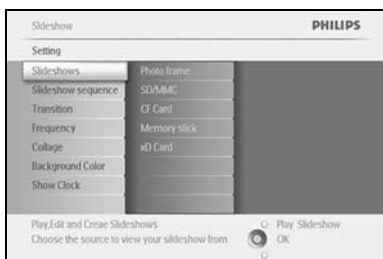 Slideshow PHILIPS
Setting
Slideshows Photo frame
Slideshow sequence SD/MMC
Transition CF Card
Frequency Memory stick
Collage xD Card
Background Color
Show Clock
Play,Edit and Creae Slideshows Play Slideshow
Choose the source to view your slideshow from OK